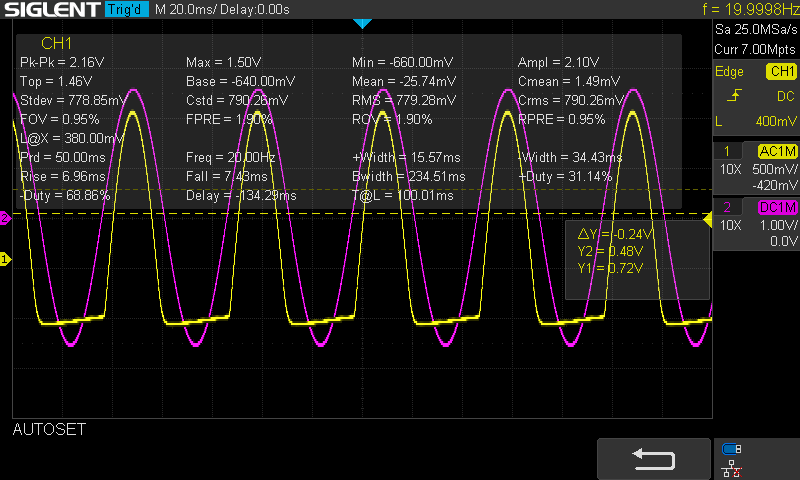 SIGLENT Trig'd M 20.0ms/ Delay:0.00s f = 19.9998Hz
Sa 25.0MSa/s
Curr 7.00Mpts
CH1
Pk-Pk = 2.16V Max = 1.50V Min = -660.00mV Ampl = 2.10V
Top = 1.46V Base = -640.00mV Mean = -25.74mV Cmean = 1.49mV
Stdev = 778.85mV Cstd = 790.26mV RMS = 779.28mV Crms = 790.26mV
FOV = 0.95% FPRE = 1.90% ROV = 1.90% RPRE = 0.95%
L@X = 380.00mV
Prd = 50.00ms Freq = 20.00Hz +Width = 15.57ms -Width = 34.43ms
Rise = 6.96ms Fall = 7.43ms Bwidth = 234.51ms +Duty = 31.14%
-Duty = 68.86% Delay = -134.29ms T@L = 100.01ms
Edge CH1
DC
L 400mV
1 AC1M
10X 500mV/
-420mV
2 DC1M
10X 1.00V/
0.0V
2
1
ΔY = -0.24V
Y2 = 0.48V
Y1 = 0.72V
AUTOSET